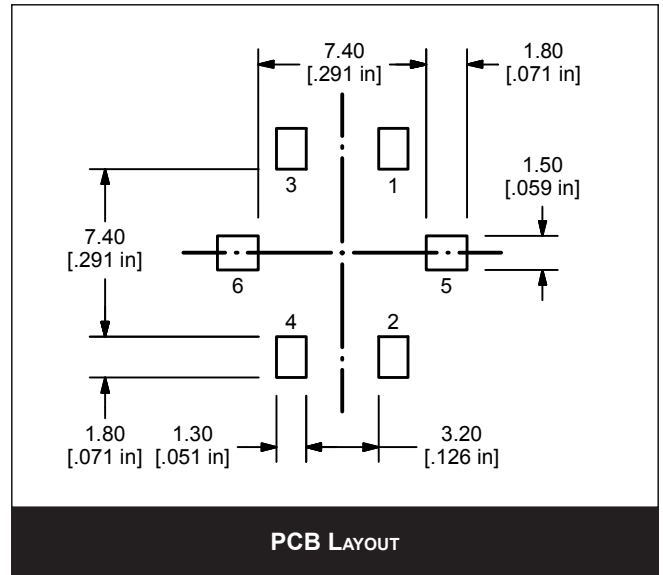 7.40
[.291 in]
1.80
[.071 in]
3
1
1.50
[.059 in]
7.40
[.291 in]
6
5
4
2
1.80
[.071 in]
1.30
[.051 in]
3.20
[.126 in]
PCB LAYOUT